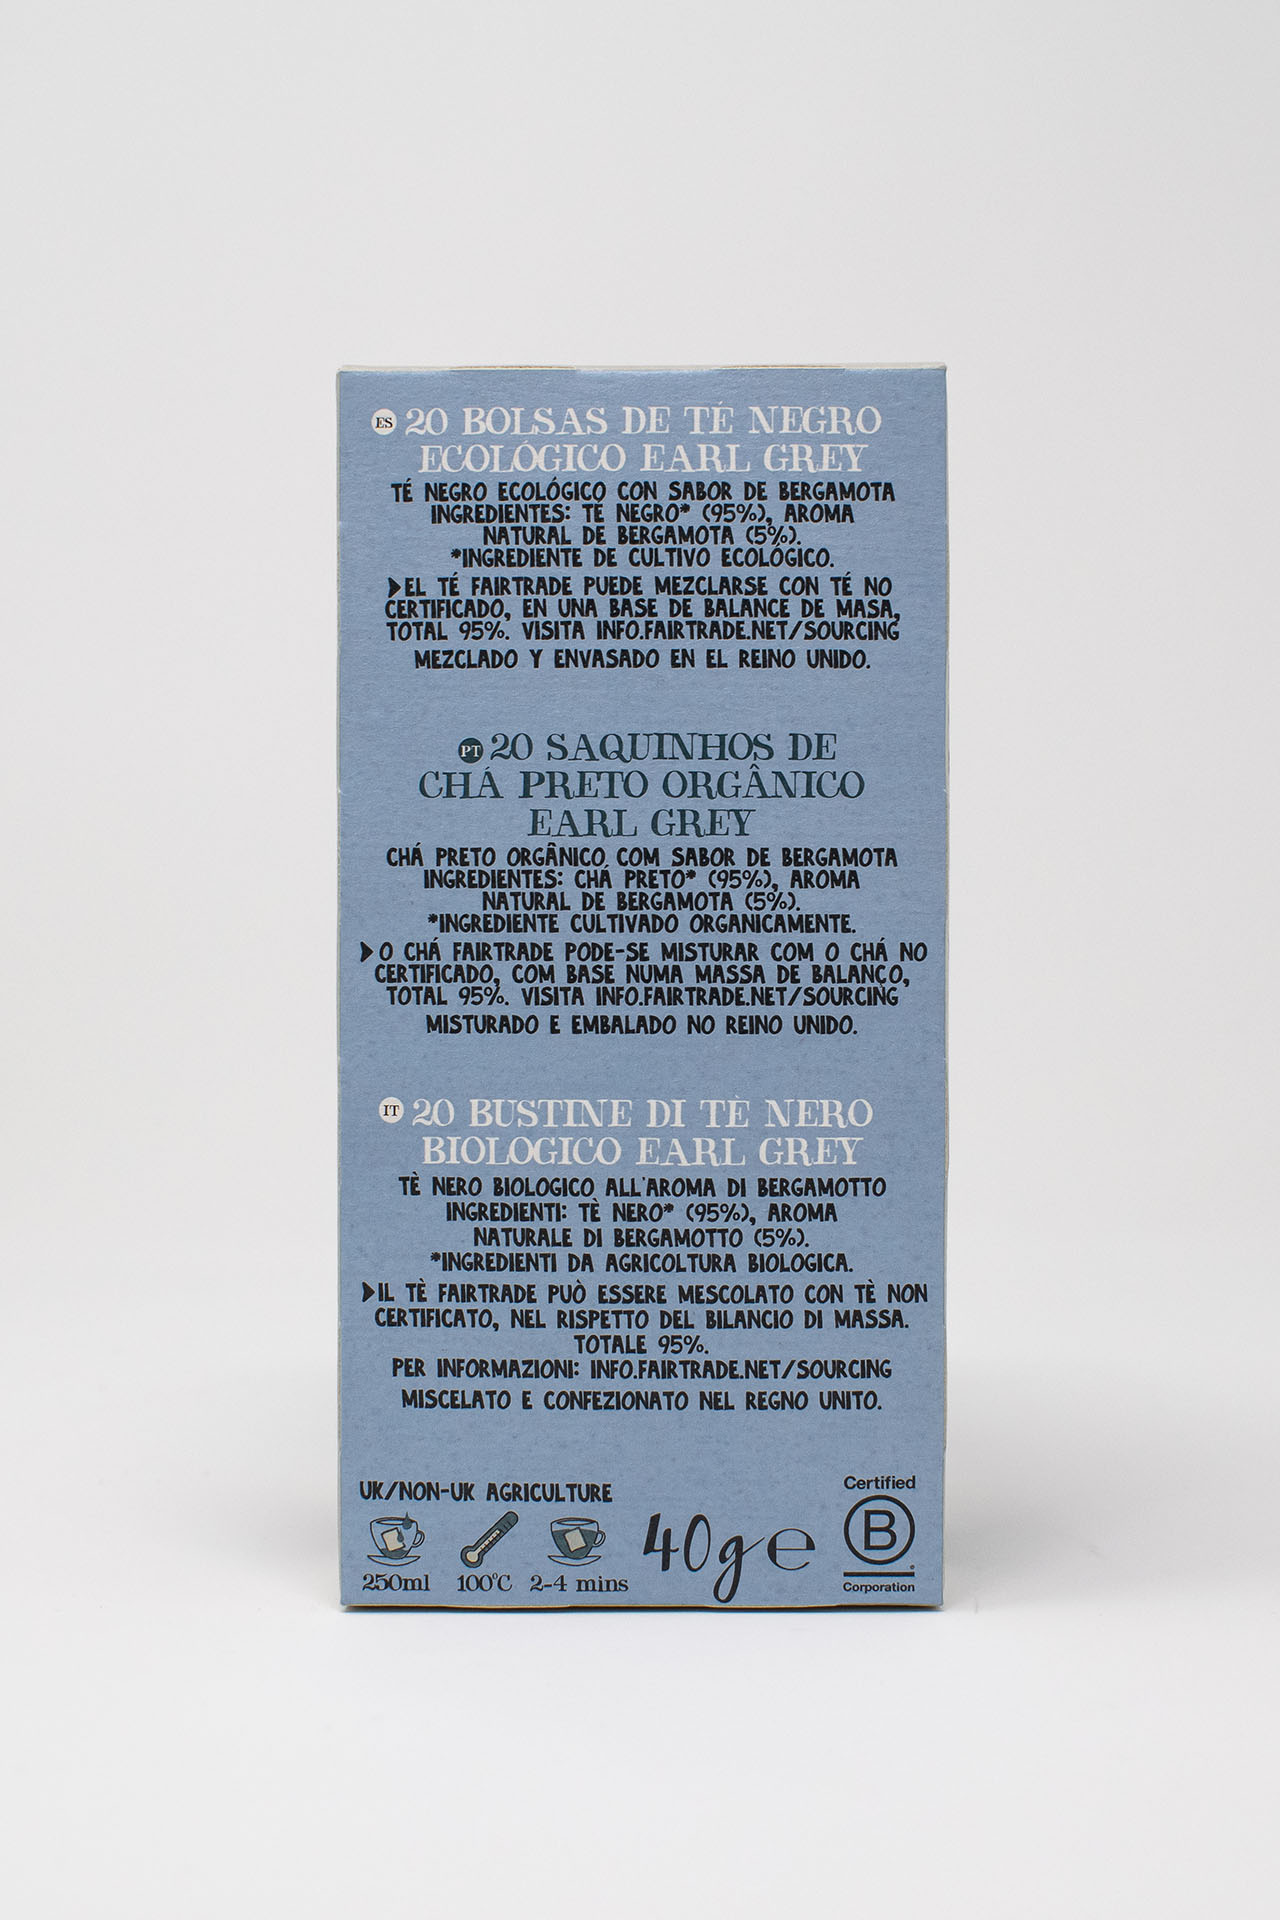 ES 20 BOLSAS DE TÉ NEGRO
ECOLÓGICO EARL GREY
TÉ NEGRO ECOLÓGICO CON SABOR DE BERGAMOTA
INGREDIENTES: TÉ NEGRO* (95%), AROMA
NATURAL DE BERGAMOTA (5%).
*INGREDIENTE DE CULTIVO ECOLÓGICO.
EL TÉ FAIRTRADE PUEDE MEZCLARSE CON TÉ NO
CERTIFICADO, EN UNA BASE DE BALANCE DE MASA,
TOTAL 95%. VISITA INFO.FAIRTRADE.NET/SOURCING
MEZCLADO Y ENVASADO EN EL REINO UNIDO.
PT 20 SAQUINHOS DE
CHÁ PRETO ORGÂNICO
EARL GREY
CHÁ PRETO ORGÂNICO COM SABOR DE BERGAMOTA
INGREDIENTES: CHÁ PRETO* (95%), AROMA
NATURAL DE BERGAMOTA (5%).
*INGREDIENTE CULTIVADO ORGANICAMENTE.
O CHÁ FAIRTRADE PODE-SE MISTURAR COM O CHÁ NO
CERTIFICADO, COM BASE NUMA MASSA DE BALANÇO,
TOTAL 95%. VISITA INFO.FAIRTRADE.NET/SOURCING
MISTURADO E EMBALADO NO REINO UNIDO.
IT 20 BUSTINE DI TÈ NERO
BIOLOGICO EARL GREY
TÈ NERO BIOLOGICO ALL'AROMA DI BERGAMOTTO
INGREDIENTI: TÈ NERO* (95%), AROMA
NATURALE DI BERGAMOTTO (5%).
*INGREDIENTI DA AGRICOLTURA BIOLOGICA.
IL TÈ FAIRTRADE PUÒ ESSERE MESCOLATO CON TÈ NON
CERTIFICATO, NEL RISPETTO DEL BILANCIO DI MASSA.
TOTALE 95%.
PER INFORMAZIONI: INFO.FAIRTRADE.NET/SOURCING
MISCELATO E CONFEZIONATO NEL REGNO UNITO.
UK/NON-UK AGRICULTURE
250ml 100°C 2-4 mins
40g e
Certified
B
Corporation